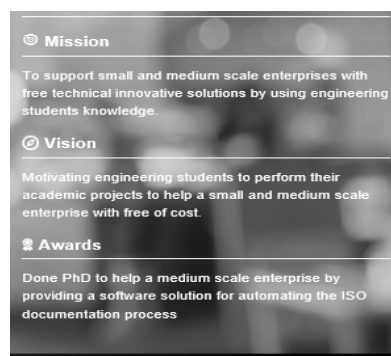 Mission
To support small and medium scale enterprises with
free technical innovative solutions by using engineering
students knowledge.
Vision
Motivating engineering students to perform their
academic projects to help a small and medium scale
enterprise with free of cost.
Awards
Done PhD to help a medium scale enterprise by
providing a software solution for automating the ISO
documentation process